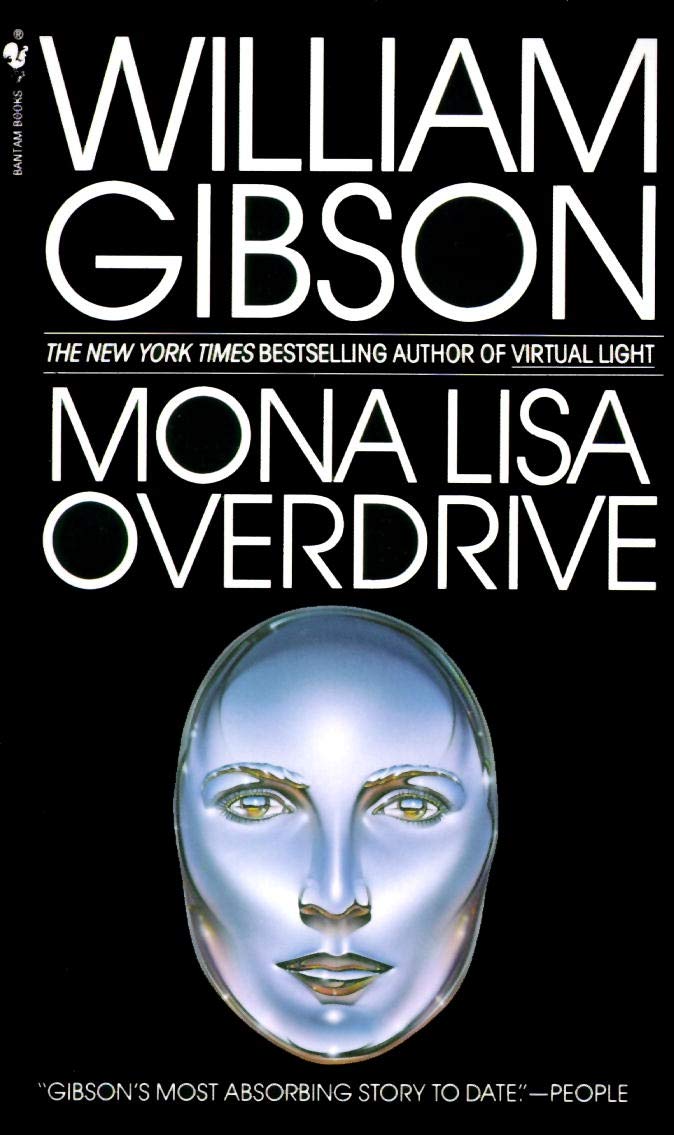 BANTAM BOOKS
WILLIAM
GIBSON
THE NEW YORK TIMES BESTSELLING AUTHOR OF VIRTUAL LIGHT
MONA LISA
OVERDRIVE
"GIBSON'S MOST ABSORBING STORY TO DATE."—PEOPLE